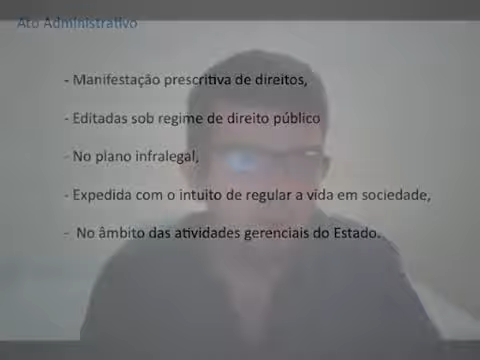 Ato Administrativo
- Manifestação prescritiva de direitos,
- Editadas sob regime de direito público
- No plano infralegal,
- Expedida com o intuito de regular a vida em sociedade,
- No âmbito das atividades gerenciais do Estado.